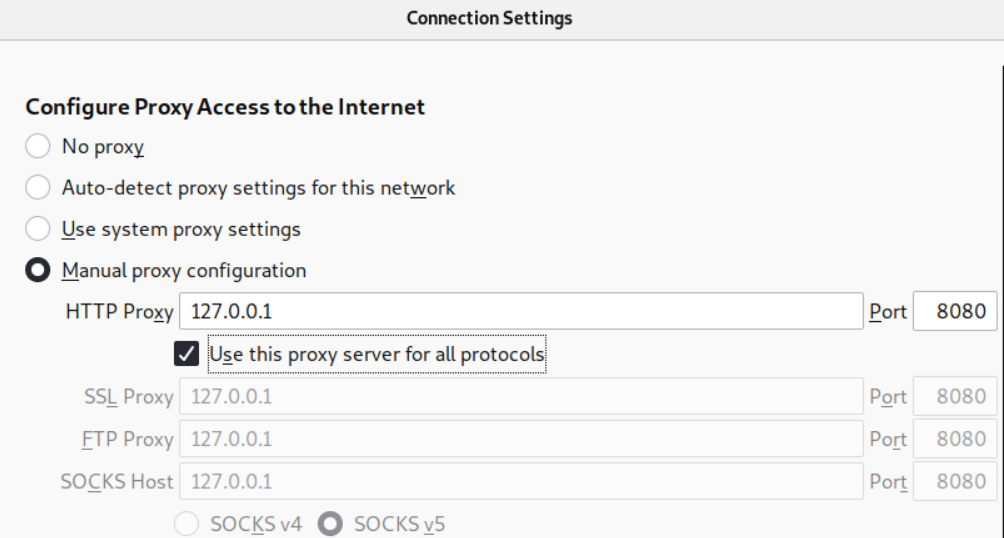 Connection Settings
Configure Proxy Access to the Internet
No proxy
Auto-detect proxy settings for this network
Use system proxy settings
Manual proxy configuration
HTTP Proxy 127.0.0.1 Port 8080
Use this proxy server for all protocols
SSL Proxy 127.0.0.1 Port 8080
FTP Proxy 127.0.0.1 Port 8080
SOCKS Host 127.0.0.1 Port 8080
SOCKS v4 SOCKS v5